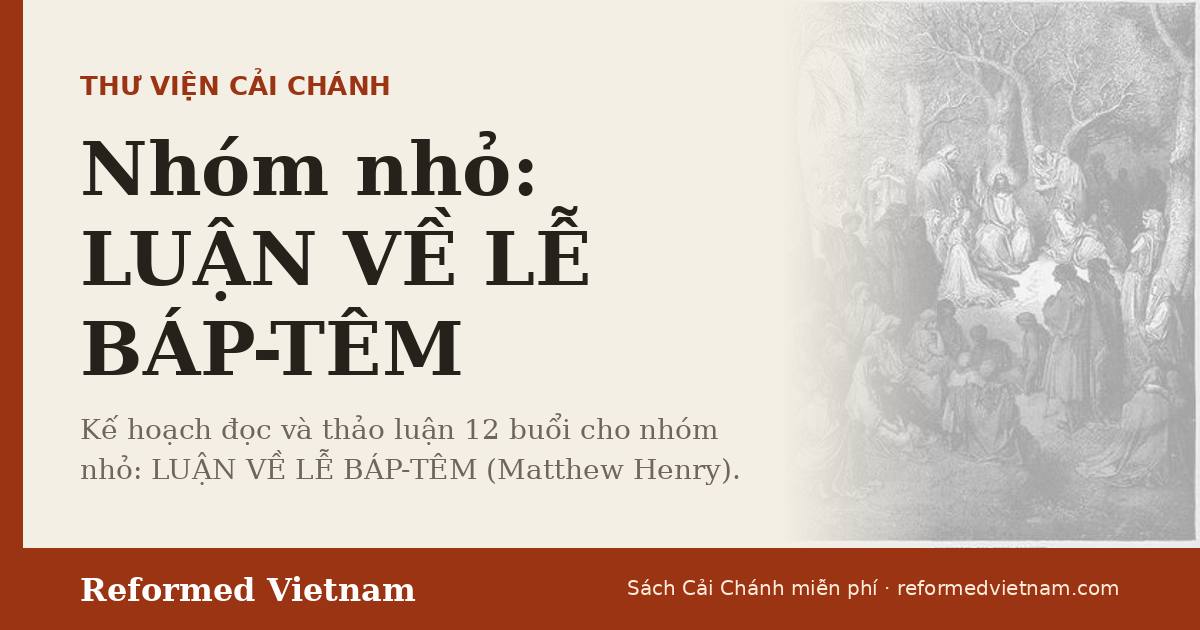 THƯ VIỆN CẢI CHÁNH
Nhóm nhỏ:
LUẬN VỀ LỄ
BÁP-TÊM
Kế hoạch đọc và thảo luận 12 buổi cho nhóm
nhỏ: LUẬN VỀ LỄ BÁP-TÊM (Matthew Henry).
Reformed Vietnam
Sách Cải Chánh miễn phí · reformedvietnam.com